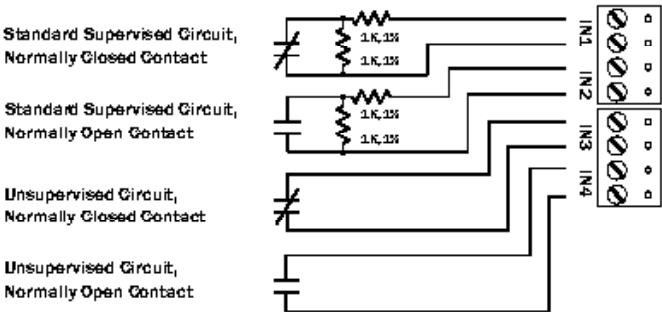 Standard Supervised Circuit,
Normally Closed Contact
1K,1%
1K,1%
IN1
Standard Supervised Circuit,
Normally Open Contact
1K,1%
1K,1%
IN2
Unsupervised Circuit,
Normally Closed Contact
IN3
Unsupervised Circuit,
Normally Open Contact
IN4